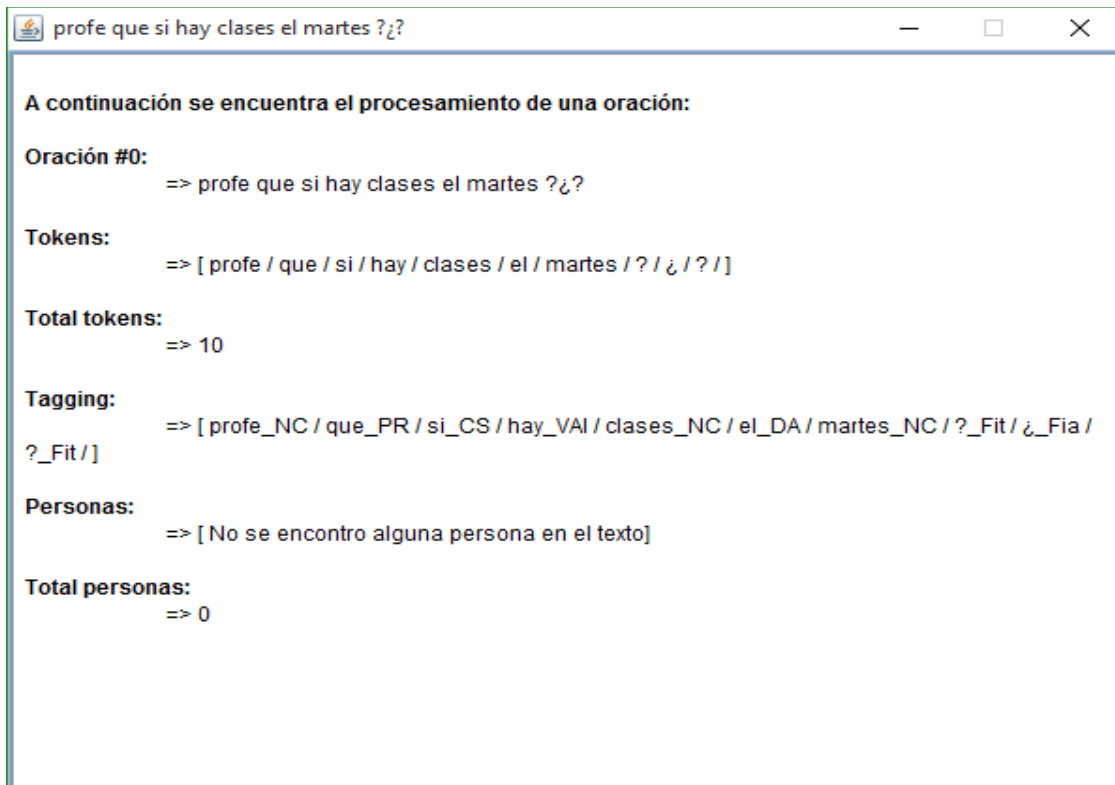 profe que si hay clases el martes ?¿?
A continuación se encuentra el procesamiento de una oración:
Oración #0:
=> profe que si hay clases el martes ?¿?
Tokens:
=> [ profe / que / si / hay / clases / el / martes / ? / ¿ / ? / ]
Total tokens:
=> 10
Tagging:
=> [ profe_NC / que_PR / si_CS / hay_VAI / clases_NC / el_DA / martes_NC / ?_Fit / ¿_Fia /
?_Fit / ]
Personas:
=> [ No se encontro alguna persona en el texto]
Total personas:
=> 0